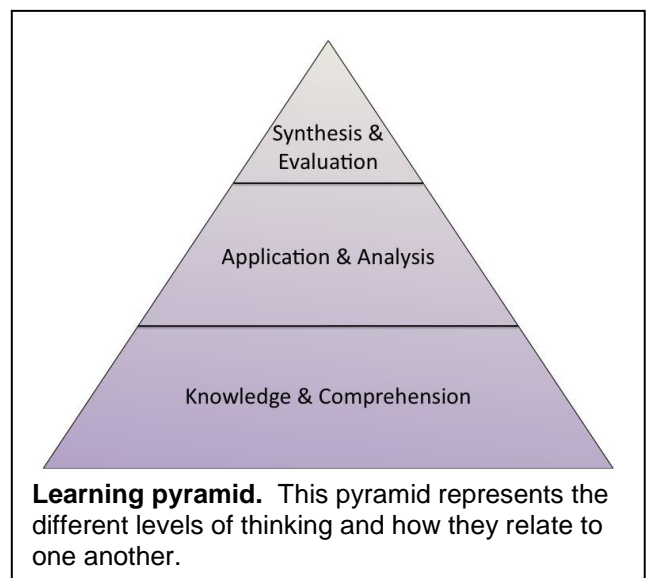 Synthesis &
Evaluation
Application & Analysis
Knowledge & Comprehension
Learning pyramid. This pyramid represents the
different levels of thinking and how they relate to
one another.